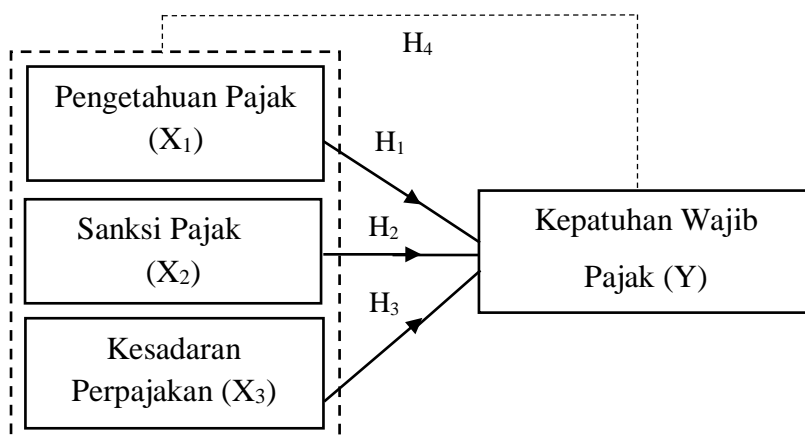 H₄
Pengetahuan Pajak
(X₁)
H₁
Sanksi Pajak
(X₂)
H₂
Kepatuhan Wajib
Pajak (Y)
H₃
Kesadaran
Perpajakan (X₃)